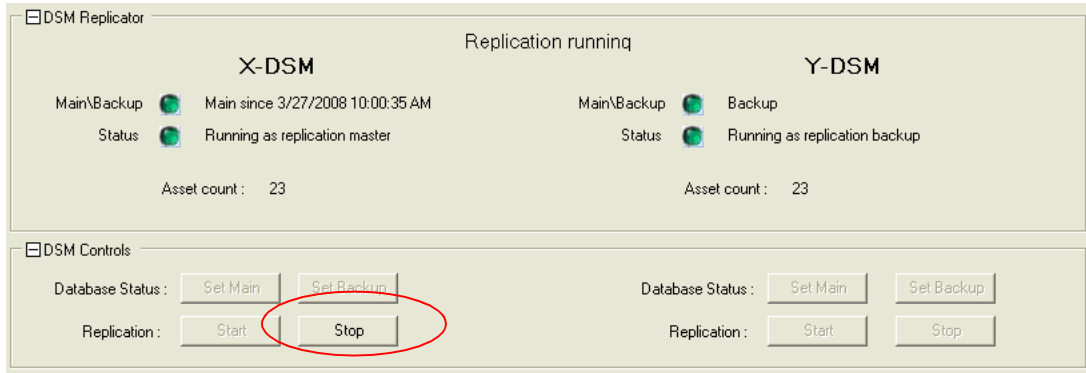 DSM Replicator
Replication running
X-DSM Y-DSM
Main\Backup Main since 3/27/2008 10:00:35 AM Main\Backup Backup
Status Running as replication master Status Running as replication backup
Asset count : 23 Asset count : 23
DSM Controls
Database Status : Set Main Set Backup Database Status : Set Main Set Backup
Replication : Start Stop Replication : Start Stop